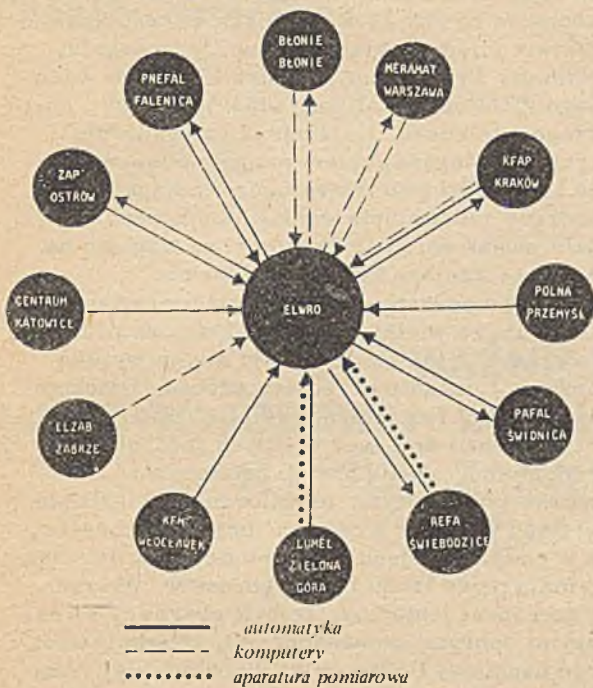 BŁONIE
BŁONIE
MERAMAT
WARSZAWA
PNEFAL
FALENICA
KFAP
KRAKÓW
ZAP
OSTRÓW
ELWRO
CENTRUM
KATOWICE
POLNA
PRZEMYŚL
ELZAB
ZABRZE
PAFAL
ŚWIDNICA
KFM
WŁOCŁAWEK
LUMEL
ZIELONA
GÓRA
REFA
ŚWIEBODZICE
automatyka
komputery
aparatura pomiarowa